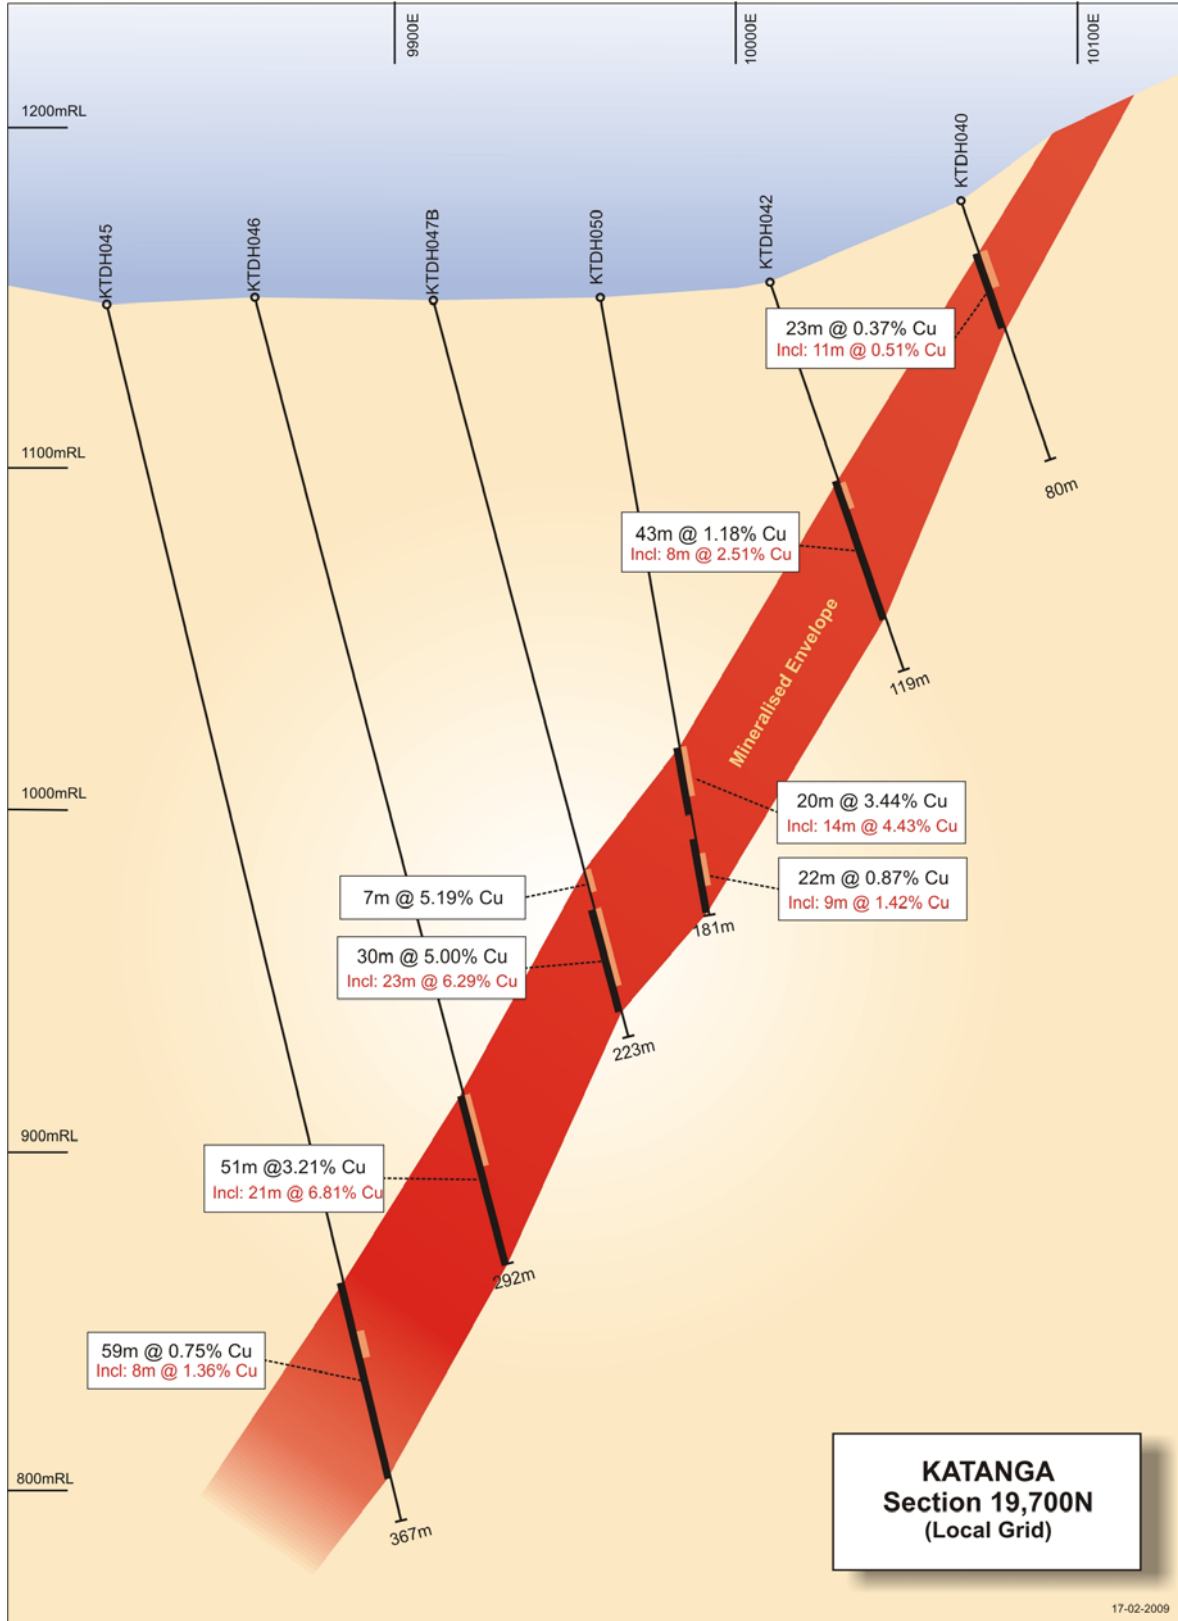 9900E
10000E
10100E
1200mRL
KTDH040
KTDH045
KTDH046
KTDH047B
KTDH050
KTDH042
23m @ 0.37% Cu
Incl: 11m @ 0.51% Cu
1100mRL
80m
43m @ 1.18% Cu
Incl: 8m @ 2.51% Cu
Mineralised Envelope
119m
1000mRL
20m @ 3.44% Cu
Incl: 14m @ 4.43% Cu
7m @ 5.19% Cu
22m @ 0.87% Cu
Incl: 9m @ 1.42% Cu
181m
30m @ 5.00% Cu
Incl: 23m @ 6.29% Cu
223m
900mRL
51m @3.21% Cu
Incl: 21m @ 6.81% Cu
292m
59m @ 0.75% Cu
Incl: 8m @ 1.36% Cu
800mRL
367m
KATANGA
Section 19,700N
(Local Grid)
17-02-2009